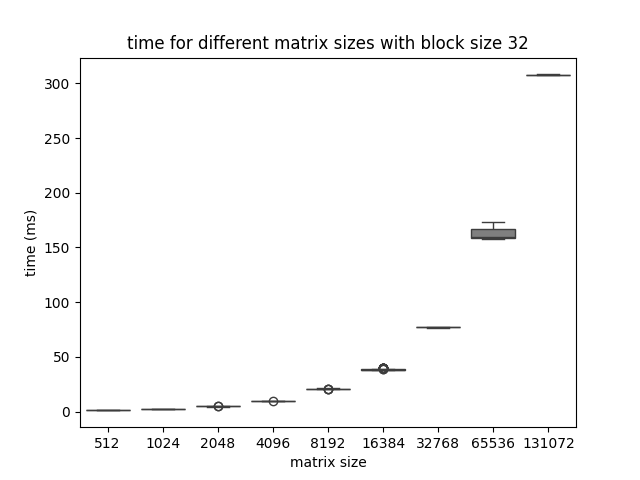 time for different matrix sizes with block size 32
300
250
200
150
100
50
0
time (ms)
512 1024 2048 4096 8192 16384 32768 65536 131072
matrix size